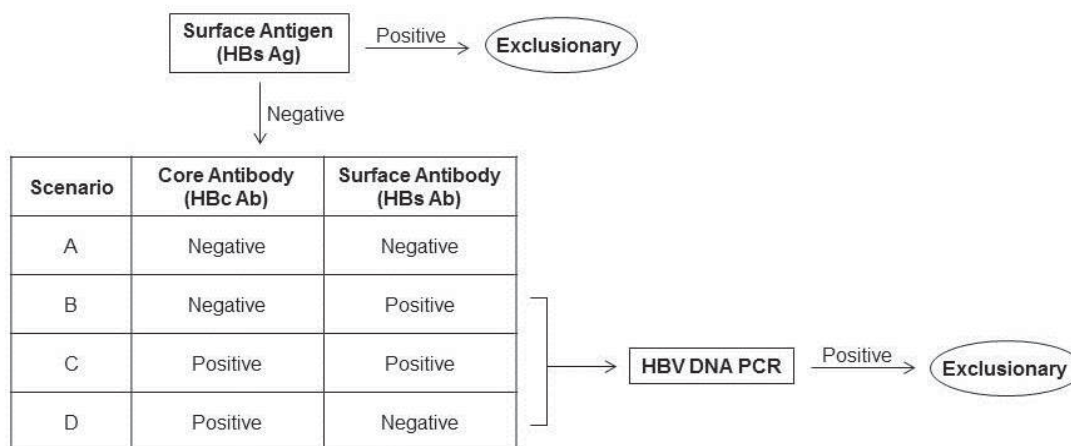 Surface Antigen
(HBs Ag)
Positive
Exclusionary
Negative
Scenario
Core Antibody
(HBc Ab)
Surface Antibody
(HBs Ab)
A
Negative
Negative
B
Negative
Positive
C
Positive
Positive
D
Positive
Negative
HBV DNA PCR
Positive
Exclusionary